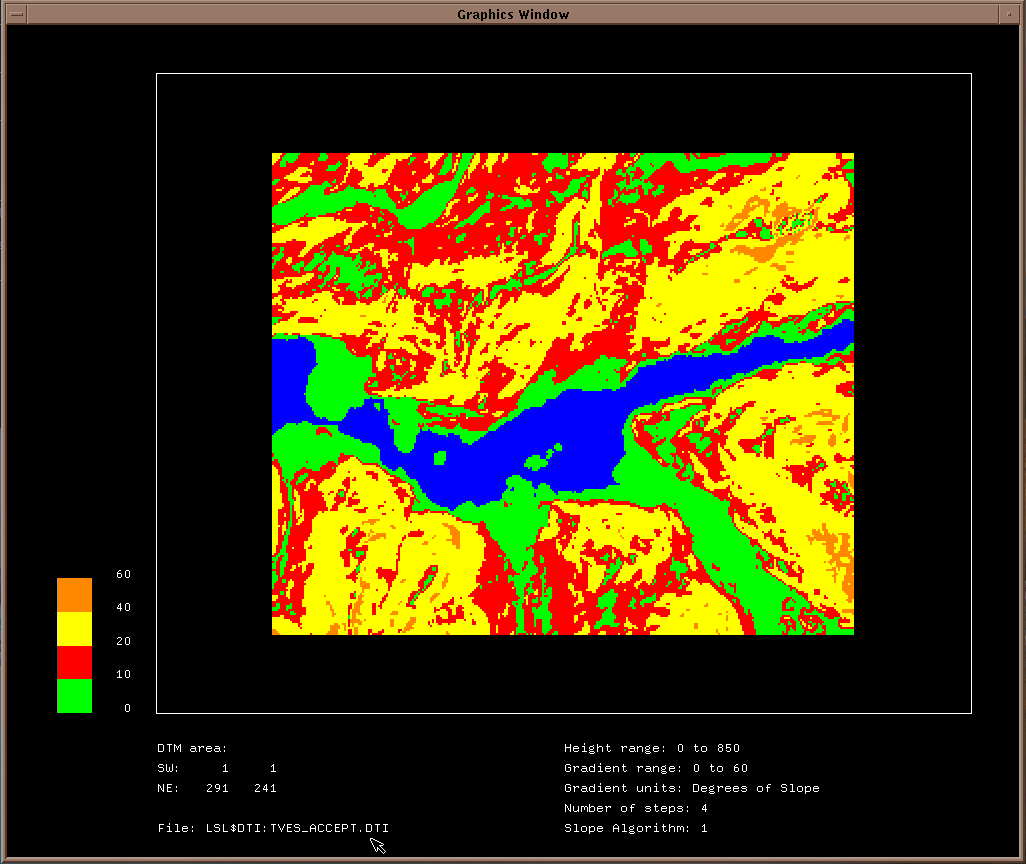 Graphics Window
60
40
20
10
0
DTM area:
SW: 1 1
NE: 291 241
File: LSL$DTI:TVES_ACCEPT.DTI
Height range: 0 to 850
Gradient range: 0 to 60
Gradient units: Degrees of Slope
Number of steps: 4
Slope Algorithm: 1